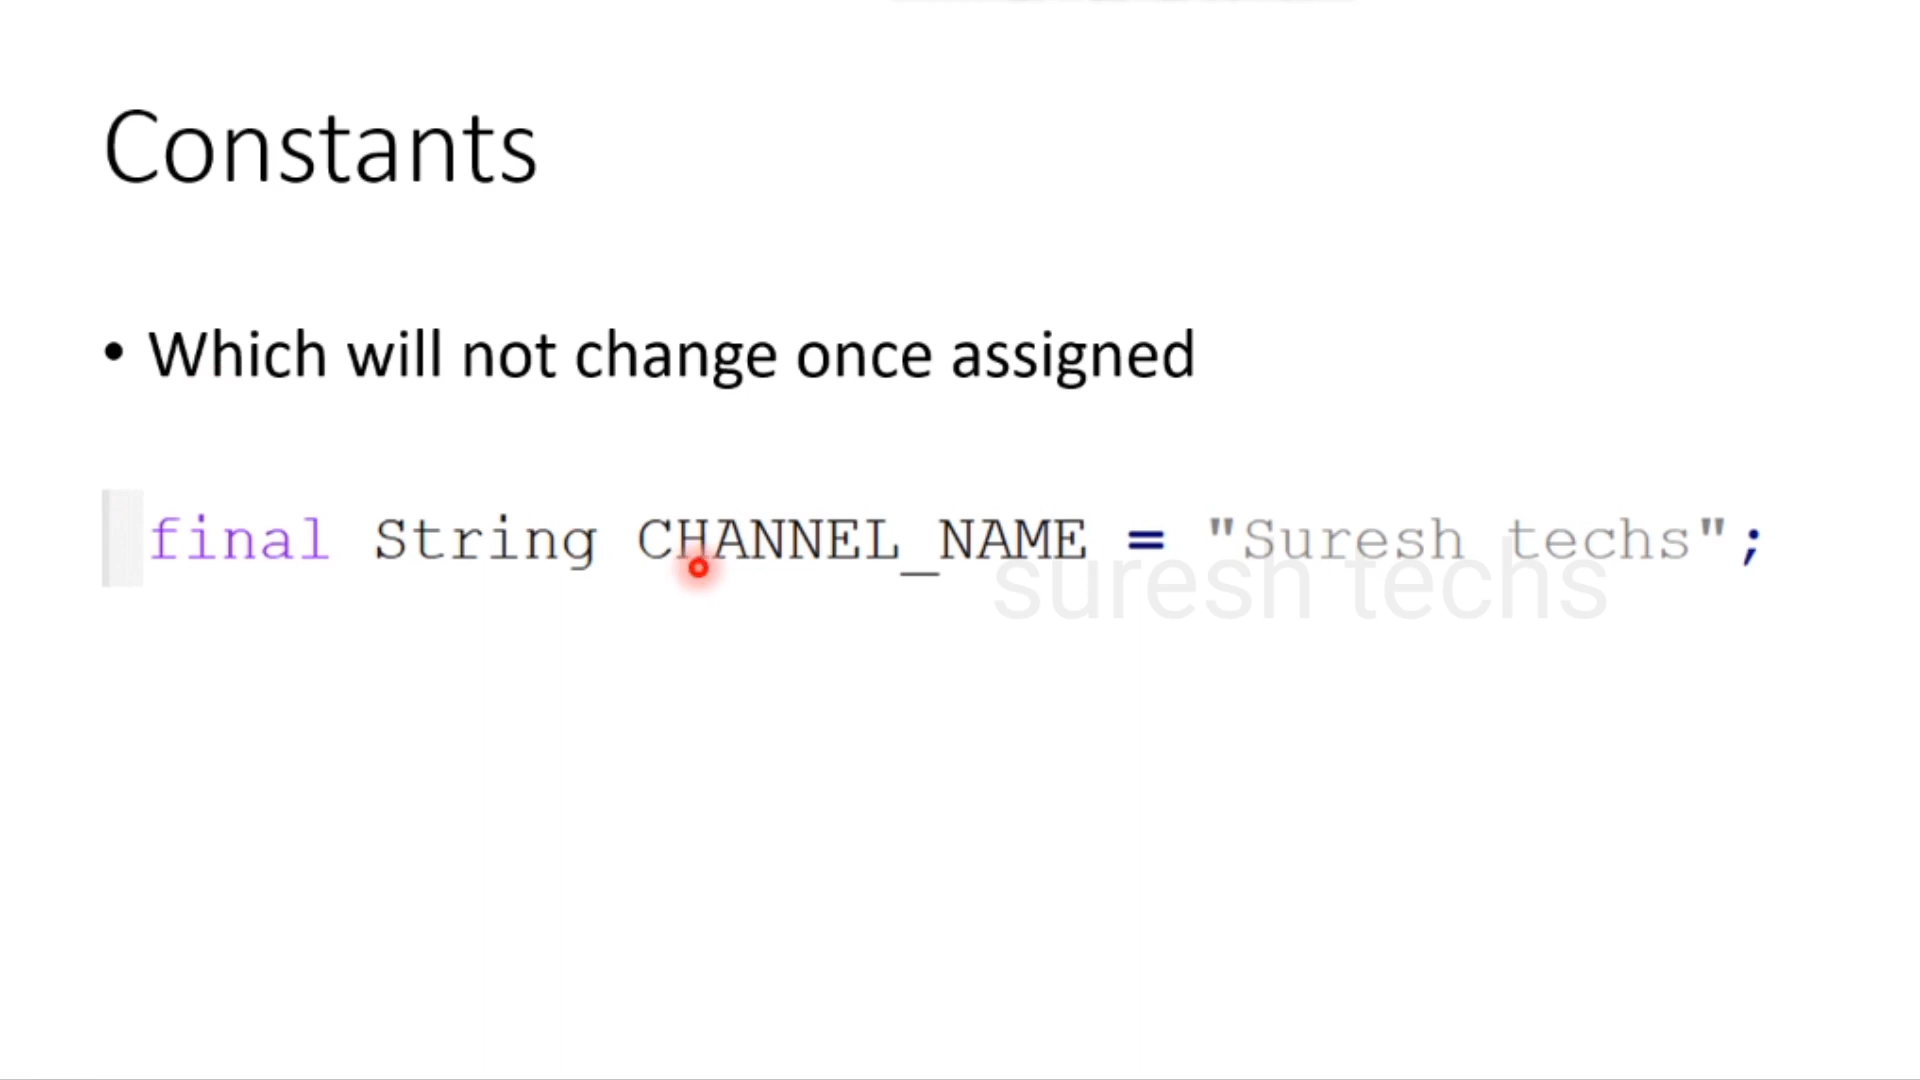 Constants
• Which will not change once assigned
final String CHANNEL_NAME = "Suresh techs";
suresh techs